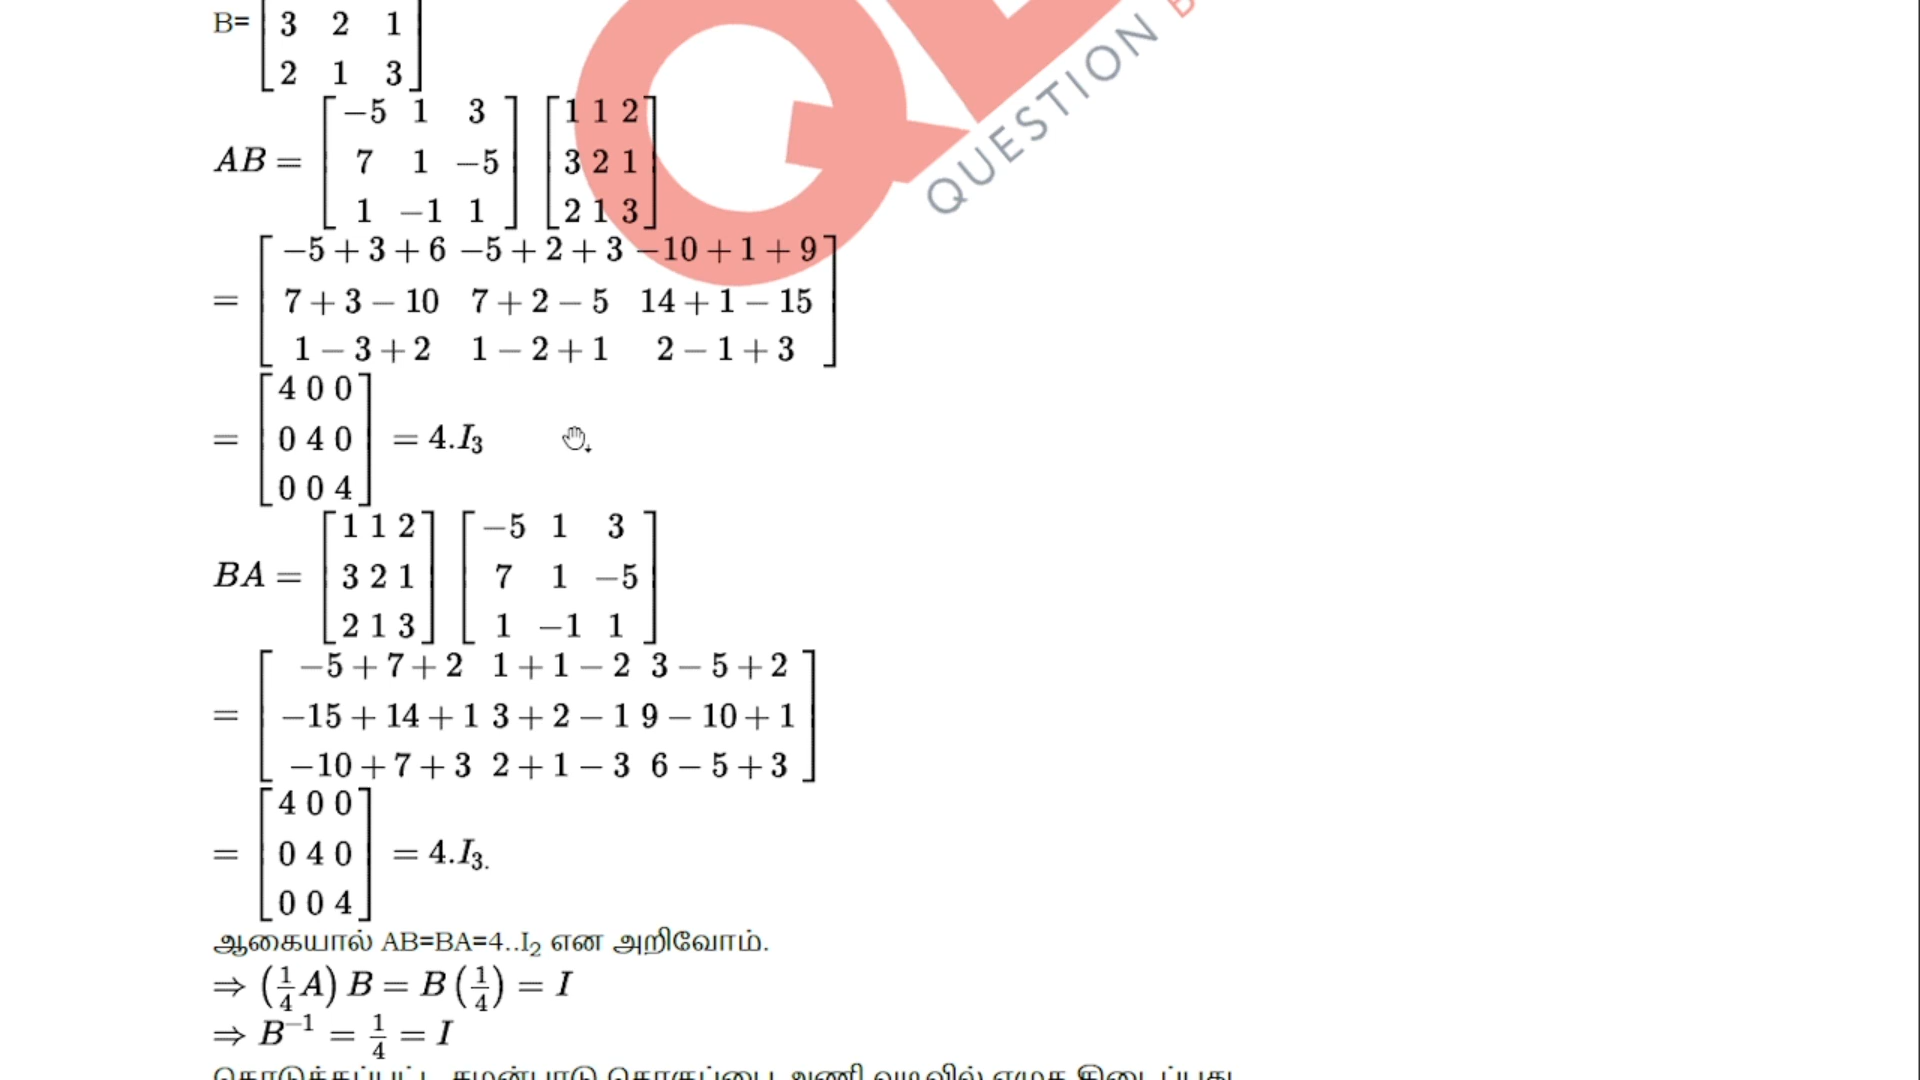 B= [3 2 1
2 1 3]
AB = [−5 1 3
7 1 −5
1 −1 1] [1 1 2
3 2 1
2 1 3]
= [−5 + 3 + 6 −5 + 2 + 3 −10 + 1 + 9
7 + 3 − 10 7 + 2 − 5 14 + 1 − 15
1 − 3 + 2 1 − 2 + 1 2 − 1 + 3]
= [4 0 0
0 4 0
0 0 4] = 4.I₃
BA = [1 1 2
3 2 1
2 1 3] [−5 1 3
7 1 −5
1 −1 1]
= [−5 + 7 + 2 1 + 1 − 2 3 − 5 + 2
−15 + 14 + 1 3 + 2 − 1 9 − 10 + 1
−10 + 7 + 3 2 + 1 − 3 6 − 5 + 3]
= [4 0 0
0 4 0
0 0 4] = 4.I₃.
ஆகையால் AB=BA=4..I₂ என அறிவோம்.
⇒ (1/4 A) B = B (1/4) = I
⇒ B⁻¹ = 1/4 = I
QUESTION